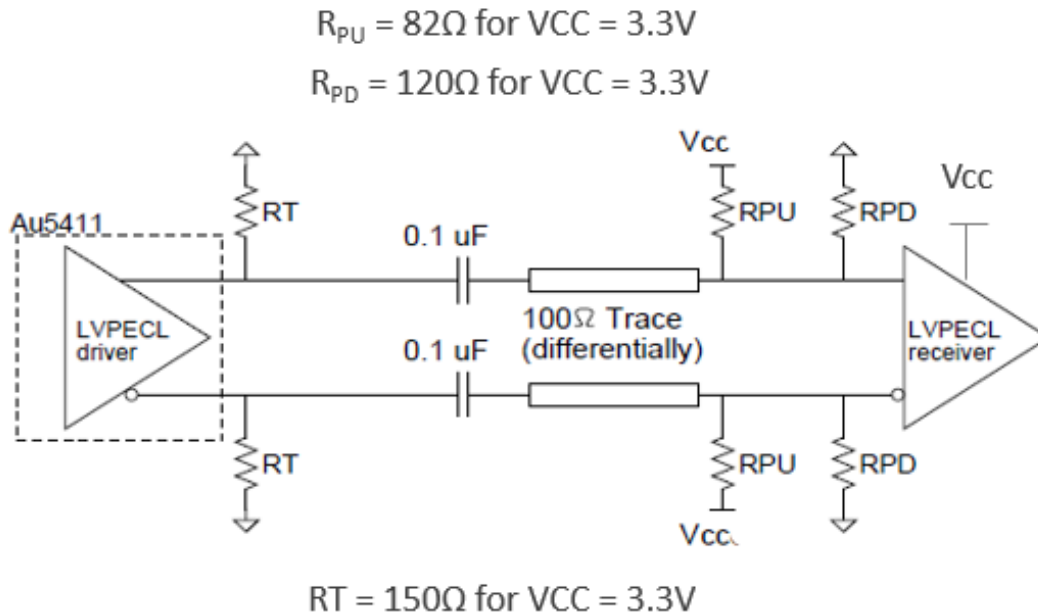 R_PU = 82Ω for VCC = 3.3V
R_PD = 120Ω for VCC = 3.3V
Vcc
Vcc
RT
RPU
RPD
Au5411
0.1 uF
LVPECL
driver
100Ω Trace
(differentially)
LVPECL
receiver
0.1 uF
RT
RPU
RPD
Vcc
RT = 150Ω for VCC = 3.3V